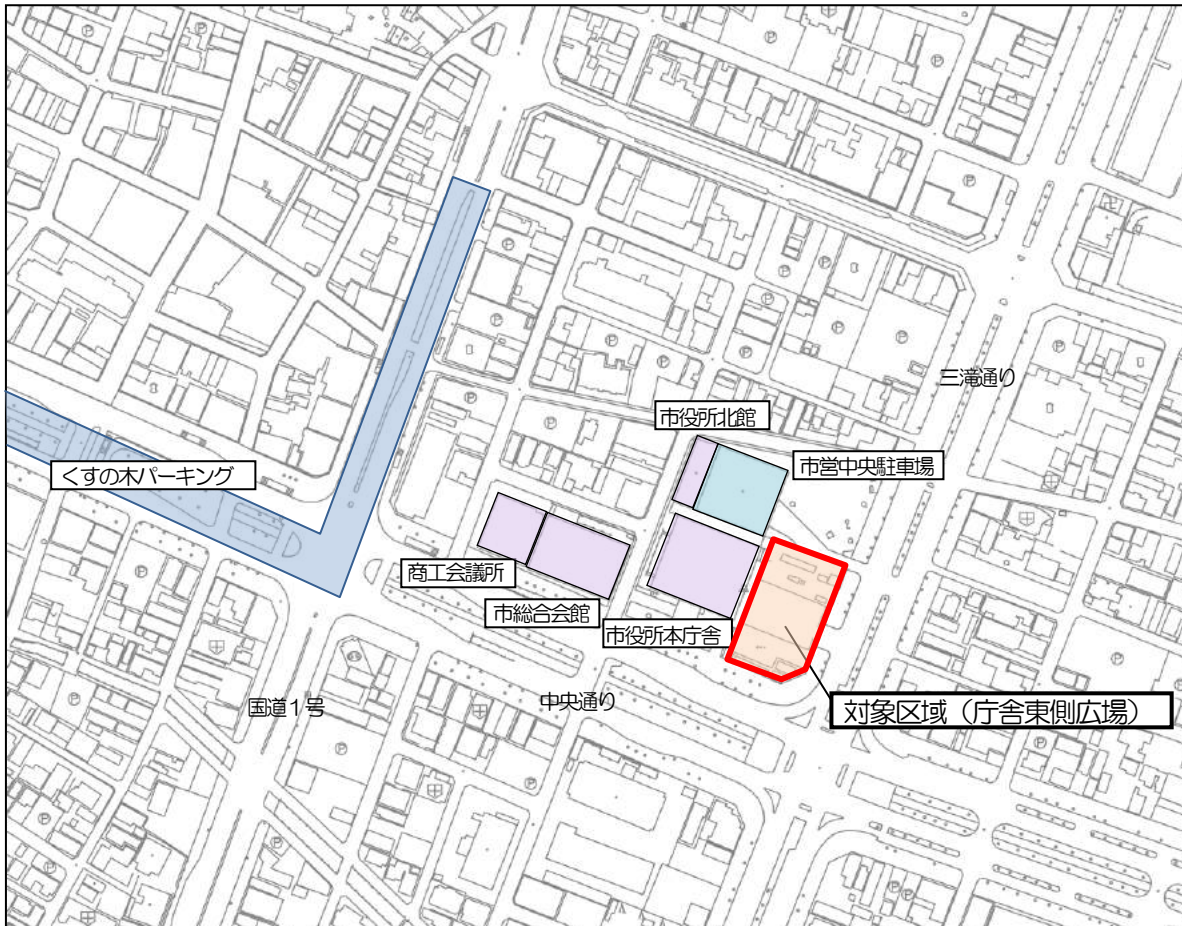 三滝通り
市役所北館
市営中央駐車場
くすの木パーキング
商工会議所
市総合会館
市役所本庁舎
国道1号
中央通り
対象区域（庁舎東側広場）